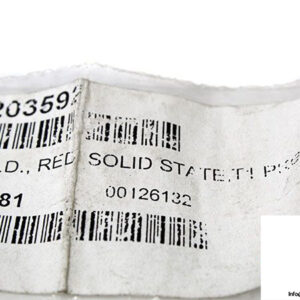 20359
.D., RED, SOLID STATE, T1
81 00126132